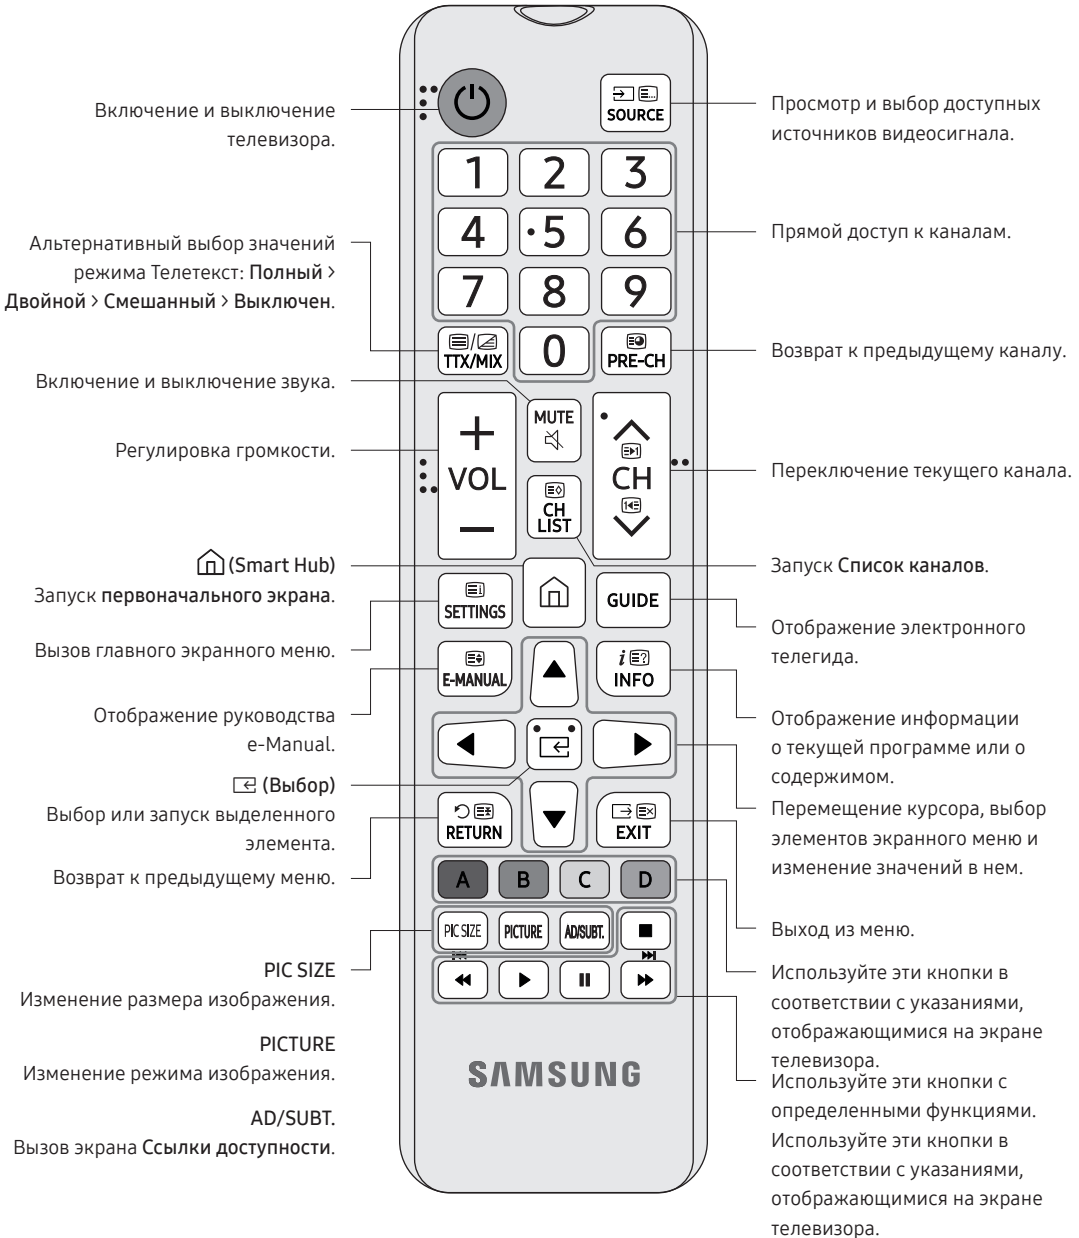 Включение и выключение
телевизора.
Альтернативный выбор значений
режима Телетекст: Полный >
Двойной > Смешанный > Выключен.
Включение и выключение звука.
Регулировка громкости.
(Smart Hub)
Запуск первоначального экрана.
Вызов главного экранного меню.
Отображение руководства
e-Manual.
(Выбор)
Выбор или запуск выделенного
элемента.
Возврат к предыдущему меню.
PIC SIZE
Изменение размера изображения.
PICTURE
Изменение режима изображения.
AD/SUBT.
Вызов экрана Ссылки доступности.
SOURCE
1 2 3
4 5 6
7 8 9
TTX/MIX 0 PRE-CH
MUTE
+
VOL
−
CH
CH
LIST
SETTINGS
GUIDE
E-MANUAL
i
INFO
RETURN
EXIT
A B C D
PIC SIZE PICTURE AD/SUBT.
SAMSUNG
Просмотр и выбор доступных
источников видеосигнала.
Прямой доступ к каналам.
Возврат к предыдущему каналу.
Переключение текущего канала.
Запуск Список каналов.
Отображение электронного
телегида.
Отображение информации
о текущей программе или о
содержимом.
Перемещение курсора, выбор
элементов экранного меню и
изменение значений в нем.
Выход из меню.
Используйте эти кнопки в
соответствии с указаниями,
отображающимися на экране
телевизора.
Используйте эти кнопки с
определенными функциями.
Используйте эти кнопки в
соответствии с указаниями,
отображающимися на экране
телевизора.